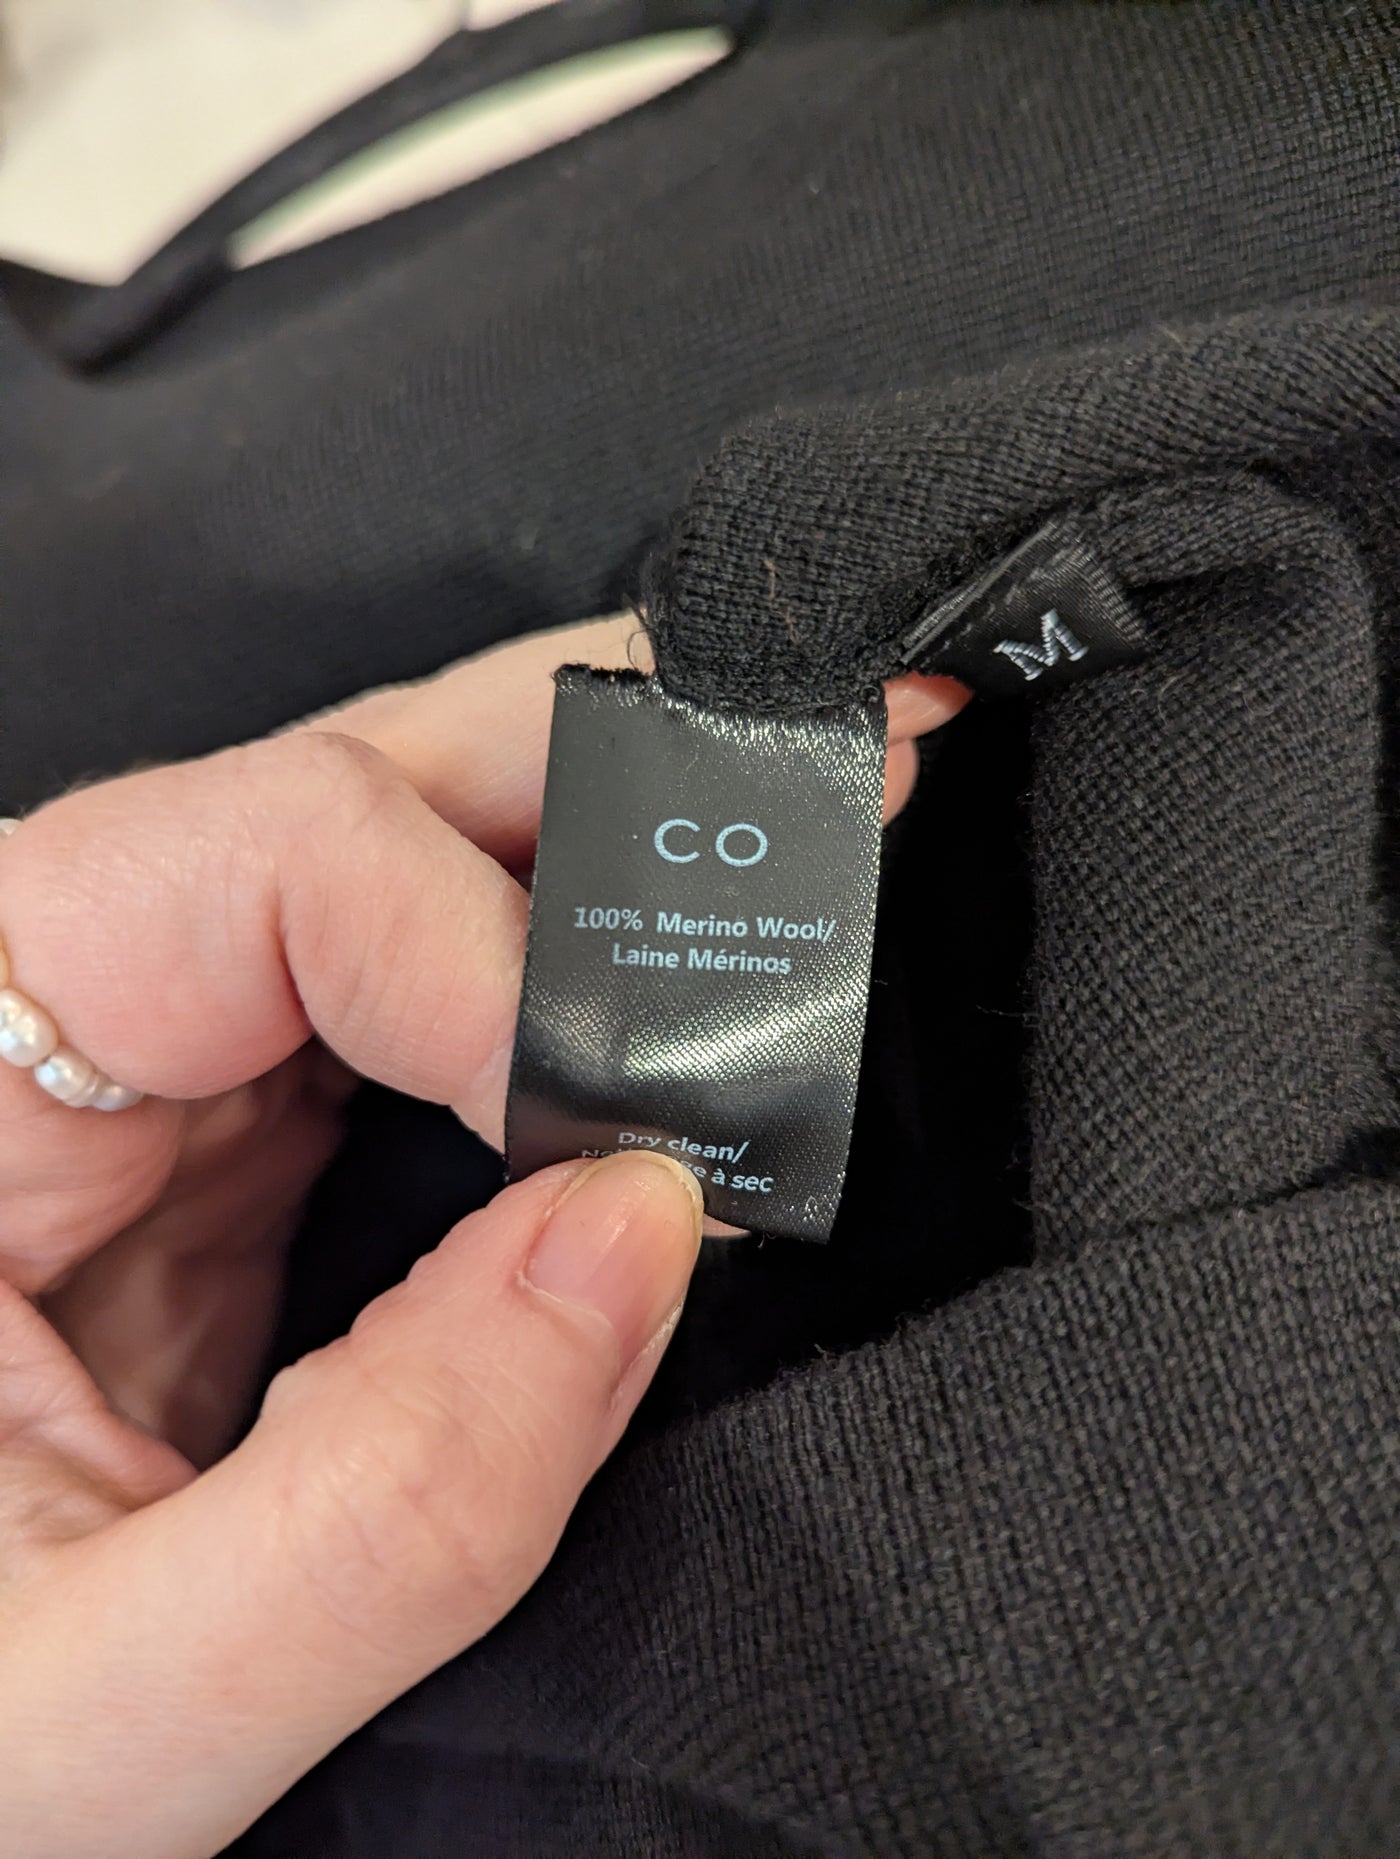 M
CO
100% Merino Wool/
Laine Mérinos
Dry clean/
à sec